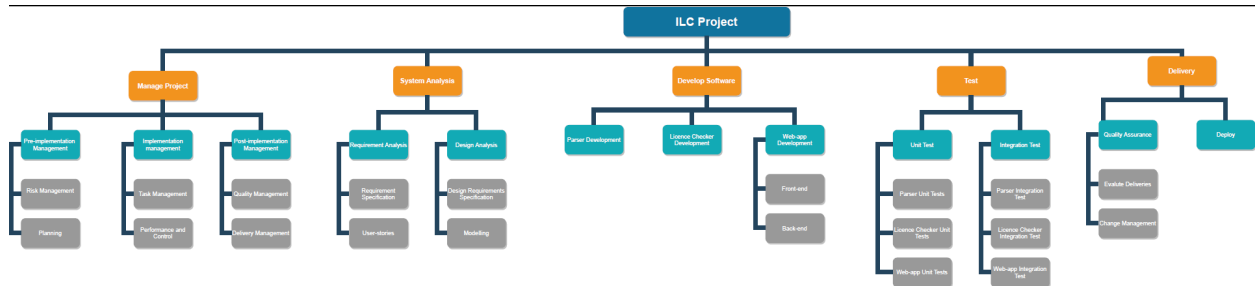 ILC Project
Manage Project
System Analysis
Develop Software
Test
Delivery
Pre-implementation
Management
Implementation
management
Post-implementation
Management
Requirement Analysis
Design Analysis
Parser Development
Licence Checker
Development
Web-app
Development
Unit Test
Integration Test
Quality Assurance
Deploy
Risk Management
Task Management
Quality Management
Requirement
Specification
Design Requirements
Specification
Front-end
Parser Unit Tests
Parser Integration
Test
Evalute Deliveries
Planning
Performance and
Control
Delivery Management
User-stories
Modelling
Back-end
Licence Checker Unit
Tests
Licence Checker
Integration Test
Change Management
Web-app Unit Tests
Web-app Integration
Test